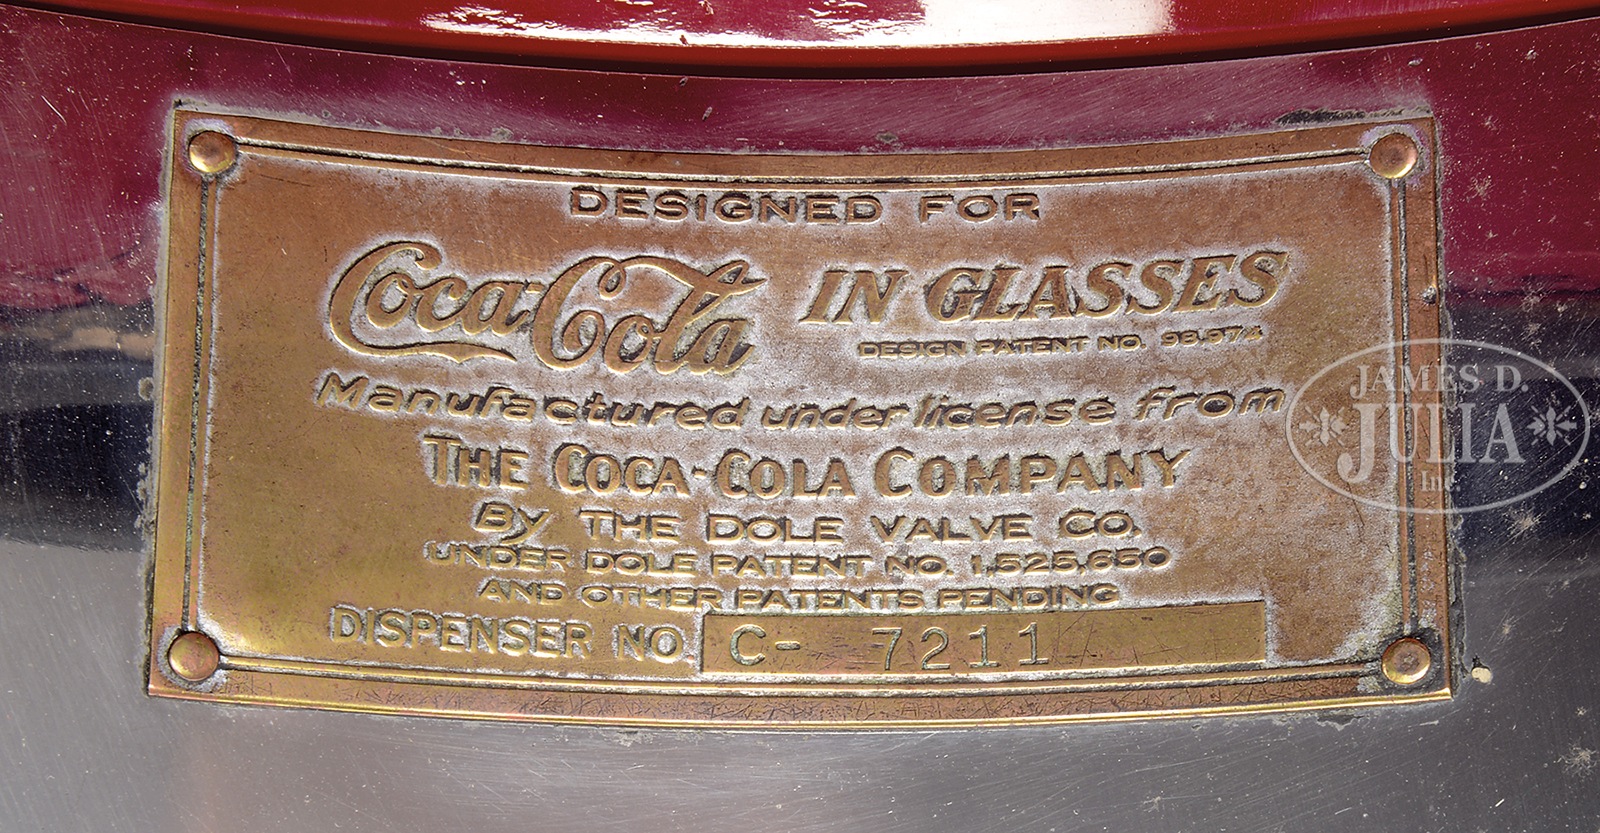 DESIGNED FOR
Coca-Cola IN GLASSES
DESIGN PATENT NO. 98,974
Manufactured under license from
THE COCA-COLA COMPANY
By THE DOLE VALVE CO.
UNDER DOLE PATENT NO. 1,525,650
AND OTHER PATENTS PENDING
DISPENSER NO. C- 7211
JAMES D.
JULIA